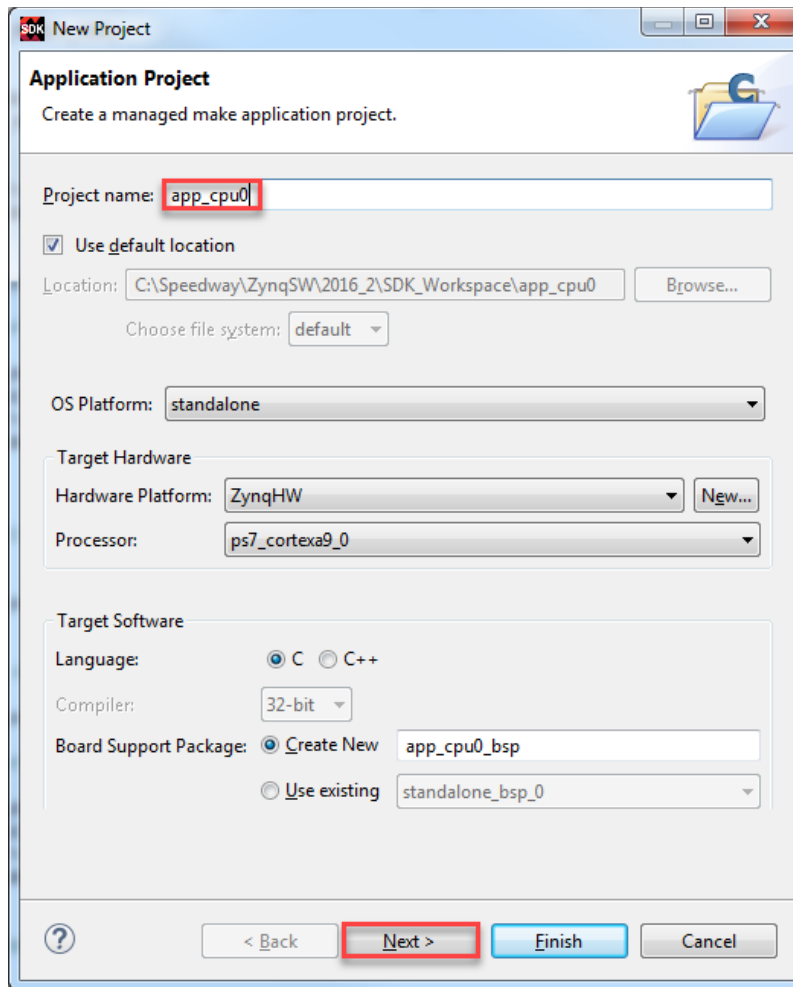 SDK New Project
Application Project
Create a managed make application project.
C
Project name: app_cpu0
Use default location
Location: C:\Speedway\ZynqSW\2016_2\SDK_Workspace\app_cpu0 Browse...
Choose file system: default
OS Platform: standalone
Target Hardware
Hardware Platform: ZynqHW New...
Processor: ps7_cortexa9_0
Target Software
Language: C C++
Compiler: 32-bit
Board Support Package: Create New app_cpu0_bsp
Use existing standalone_bsp_0
? < Back Next > Finish Cancel